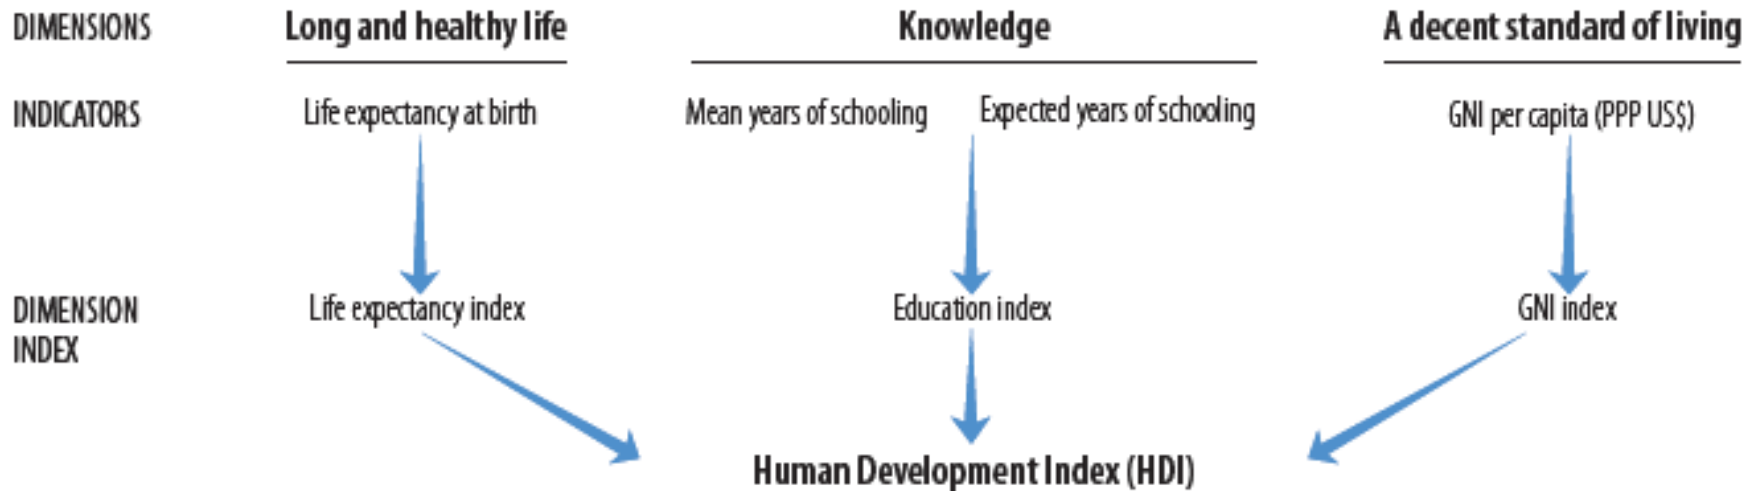 DIMENSIONS Long and healthy life Knowledge A decent standard of living
INDICATORS Life expectancy at birth Mean years of schooling Expected years of schooling GNI per capita (PPP US$)
DIMENSION Life expectancy index Education index GNI index
INDEX
Human Development Index (HDI)